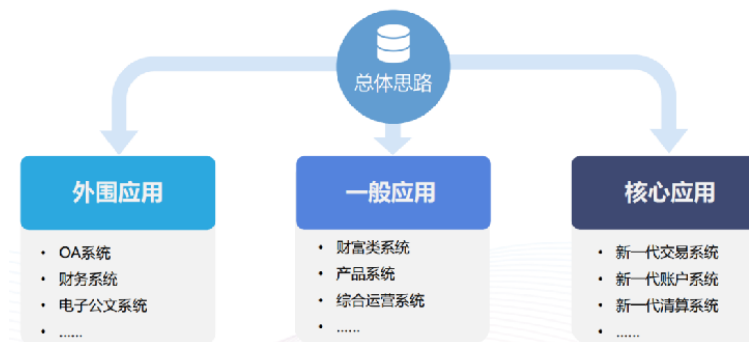 总体思路
外围应用
• OA系统
• 财务系统
• 电子公文系统
• ......
一般应用
• 财富类系统
• 产品系统
• 综合运营系统
• ......
核心应用
• 新一代交易系统
• 新一代账户系统
• 新一代清算系统
• ......